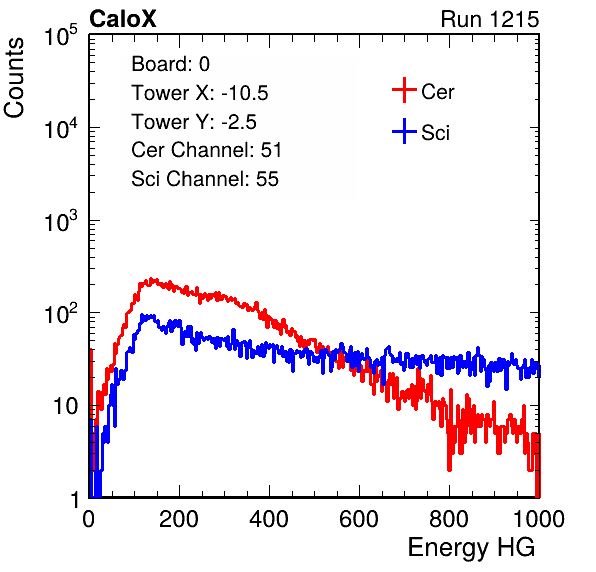 CaloX Run 1215
Counts
10^5
10^4
10^3
10^2
10
1
Board: 0
Tower X: -10.5
Tower Y: -2.5
Cer Channel: 51
Sci Channel: 55
Cer
Sci
0 200 400 600 800 1000
Energy HG